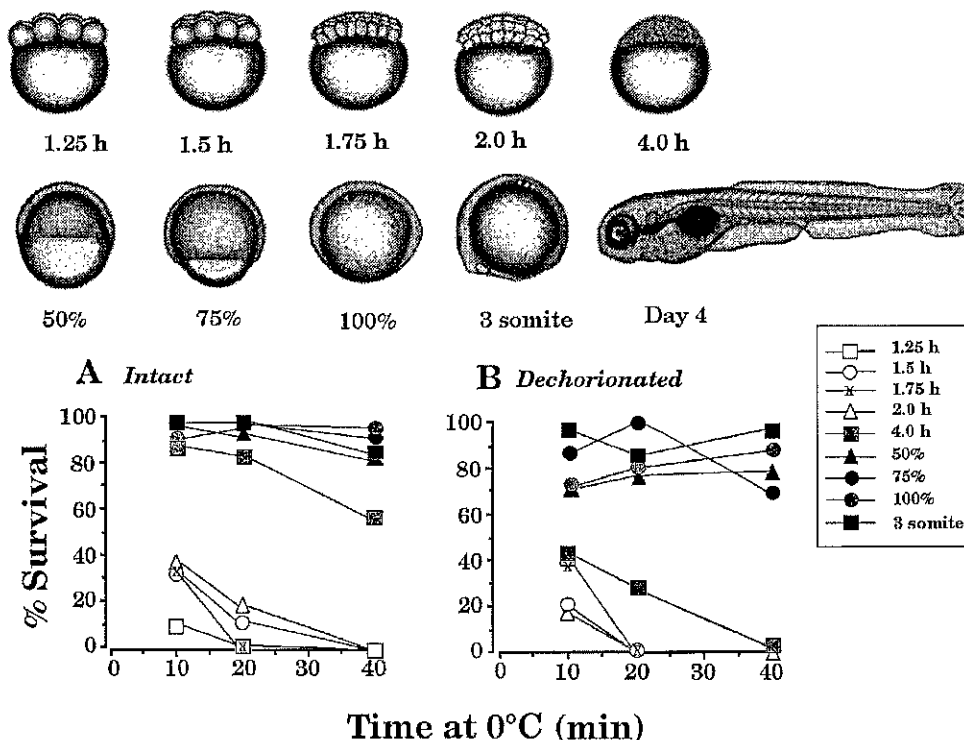 1.25 h 1.5 h 1.75 h 2.0 h 4.0 h
50% 75% 100% 3 somite Day 4
A Intact
B Dechorionated
1.25 h
1.5 h
1.75 h
2.0 h
4.0 h
50%
75%
100%
3 somite
% Survival
100
80
60
40
20
0
0 10 20 30 40
100
80
60
40
20
0
0 10 20 30 40
Time at 0°C (min)